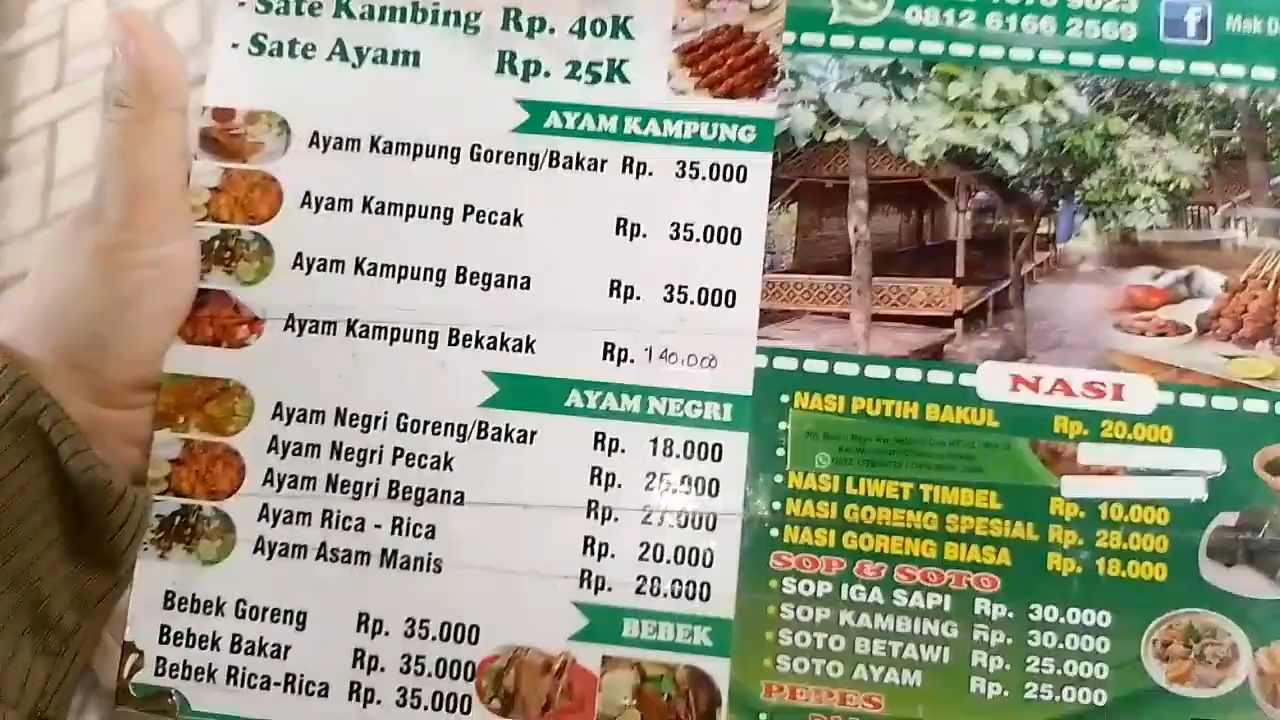 - Sate Kambing Rp. 40K
- Sate Ayam Rp. 25K
AYAM KAMPUNG
Ayam Kampung Goreng/Bakar Rp. 35.000
Ayam Kampung Pecak Rp. 35.000
Ayam Kampung Begana Rp. 35.000
Ayam Kampung Bekakak Rp. 140.000
AYAM NEGRI
Ayam Negri Goreng/Bakar Rp. 18.000
Ayam Negri Pecak Rp. 25.000
Ayam Negri Begana Rp. 27.000
Ayam Rica - Rica Rp. 20.000
Ayam Asam Manis Rp. 28.000
BEBEK
Bebek Goreng Rp. 35.000
Bebek Bakar Rp. 35.000
Bebek Rica-Rica Rp. 35.000
0812 6166 2569
f Mak
NASI
• NASI PUTIH BAKUL Rp. 20.000
• NASI LIWET TIMBEL Rp. 10.000
• NASI GORENG SPESIAL Rp. 28.000
• NASI GORENG BIASA Rp. 18.000
SOP & SOTO
• SOP IGA SAPI Rp. 30.000
• SOP KAMBING Rp. 30.000
• SOTO BETAWI Rp. 25.000
• SOTO AYAM Rp. 25.000
PEPES